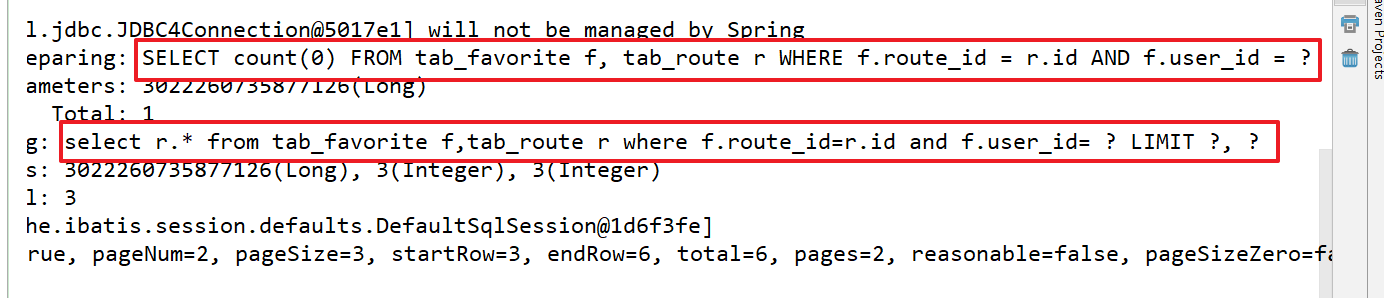 l.jdbc.JDBC4Connection@5017e1] will not be managed by Spring
eparing: SELECT count(0) FROM tab_favorite f, tab_route r WHERE f.route_id = r.id AND f.user_id = ?
ameters: 3022260735877126(Long)
Total: 1
g: select r.* from tab_favorite f,tab_route r where f.route_id=r.id and f.user_id= ? LIMIT ?, ?
s: 3022260735877126(Long), 3(Integer), 3(Integer)
l: 3
he.ibatis.session.defaults.DefaultSqlSession@1d6f3fe]
rue, pageNum=2, pageSize=3, startRow=3, endRow=6, total=6, pages=2, reasonable=false, pageSizeZero=fa
aven Projects